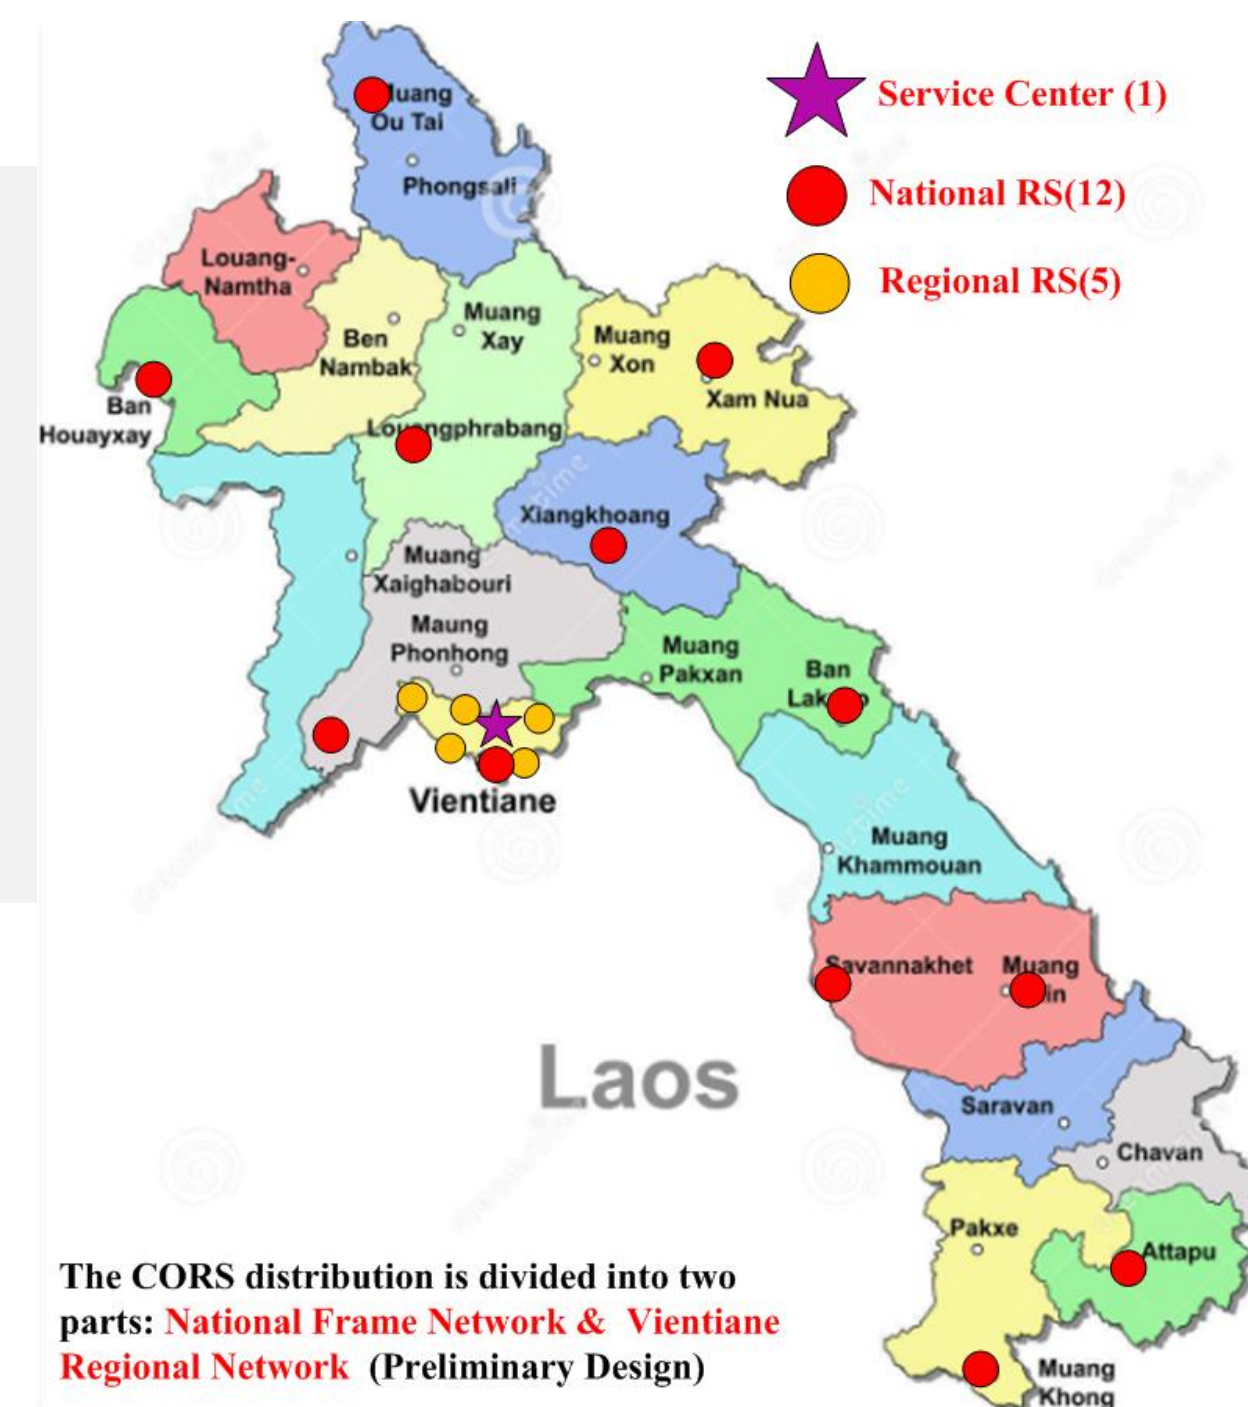 Service Center (1)
National RS(12)
Regional RS(5)
Ou Tai
Phongsali
Louang-
Namtha
Muang
Xay
Ben
Nambak
Muang
Xon
Xam Nua
Ban
Houayxay
Xiangkhoang
Muang
Xaighabouri
Maung
Phonhong
Muang
Pakxan
Ban
Vientiane
Muang
Khammouan
Savannakhet
Muang
Laos
Saravan
Chavan
Pakxe
Attapu
Muang
Khong
The CORS distribution is divided into two
parts: National Frame Network & Vientiane
Regional Network (Preliminary Design)